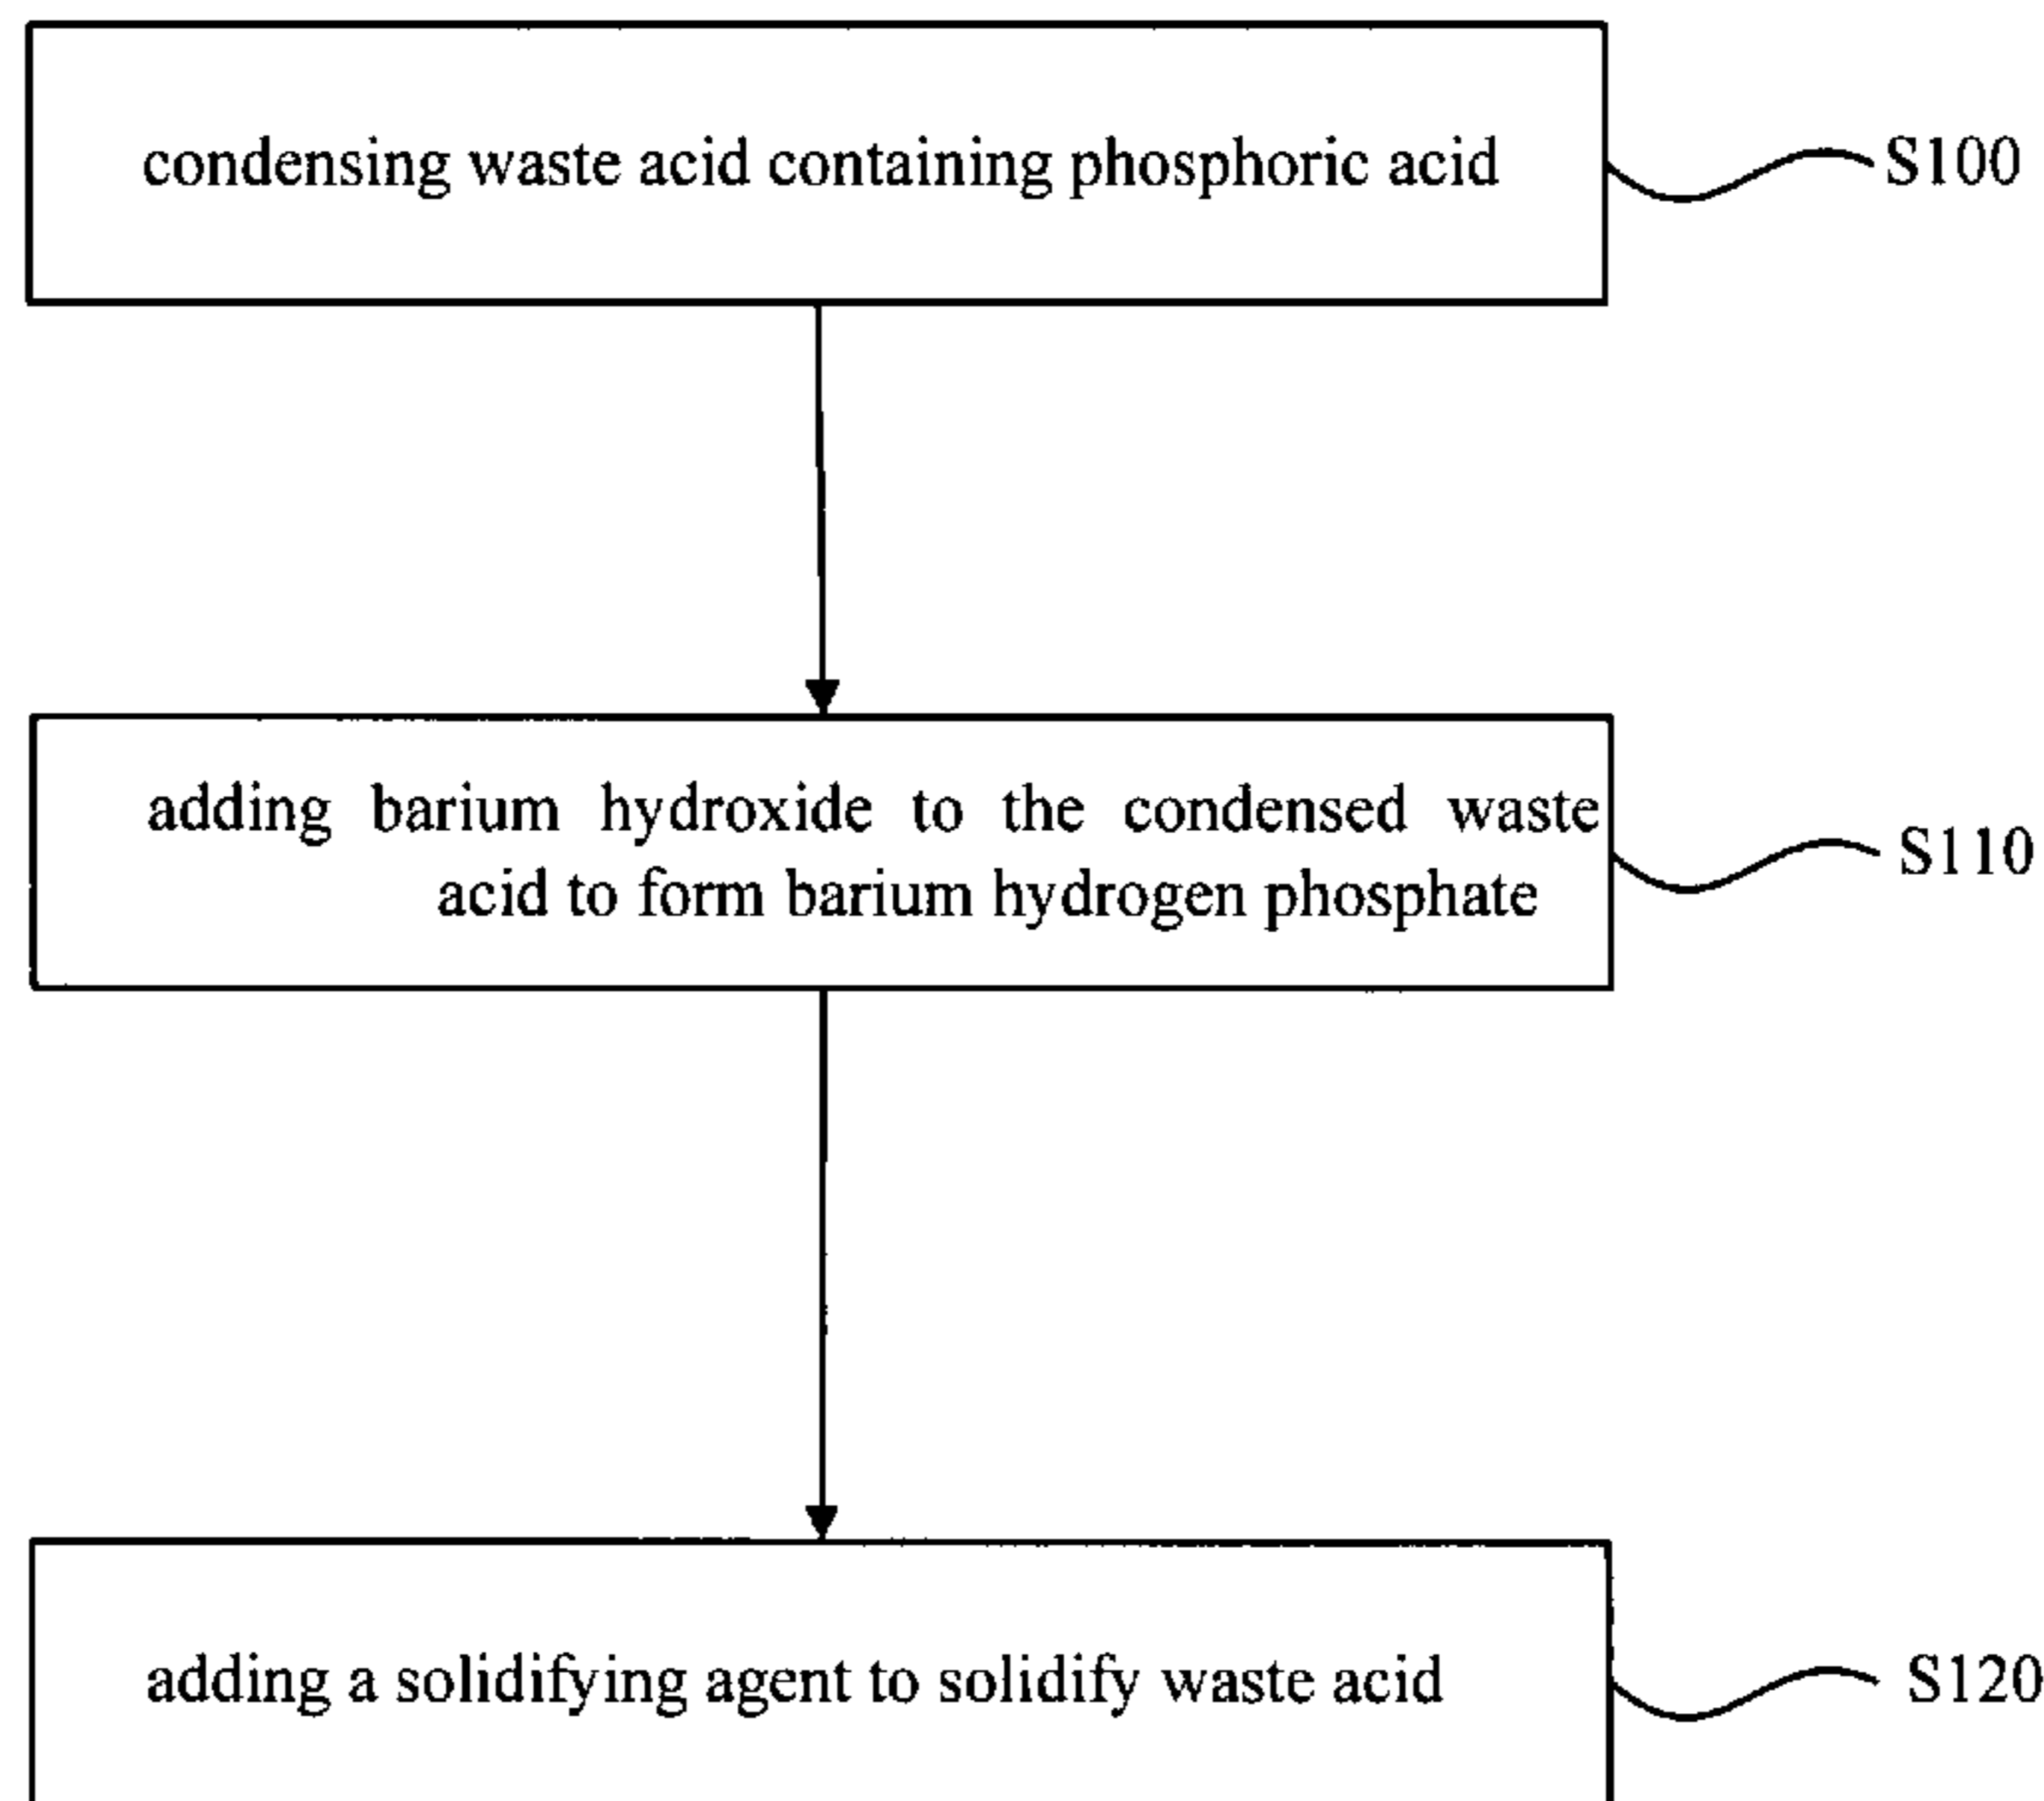 condensing waste acid containing phosphoric acid
S100
adding barium hydroxide to the condensed waste
acid to form barium hydrogen phosphate
S110
adding a solidifying agent to solidify waste acid
S120